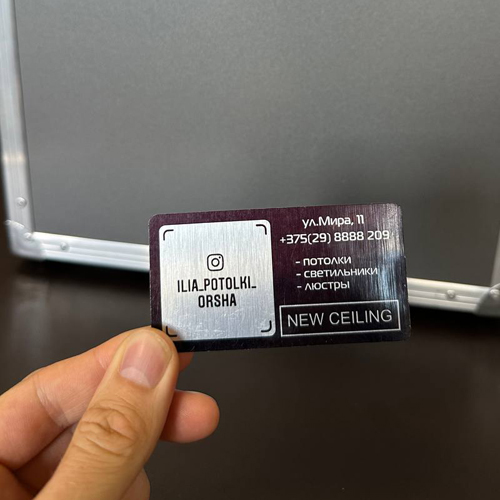 ILIA_POTOLKI_
ORSHA
ул.Мира, 11
+375(29) 8888 209
- потолки
- светильники
- люстры
NEW CEILING